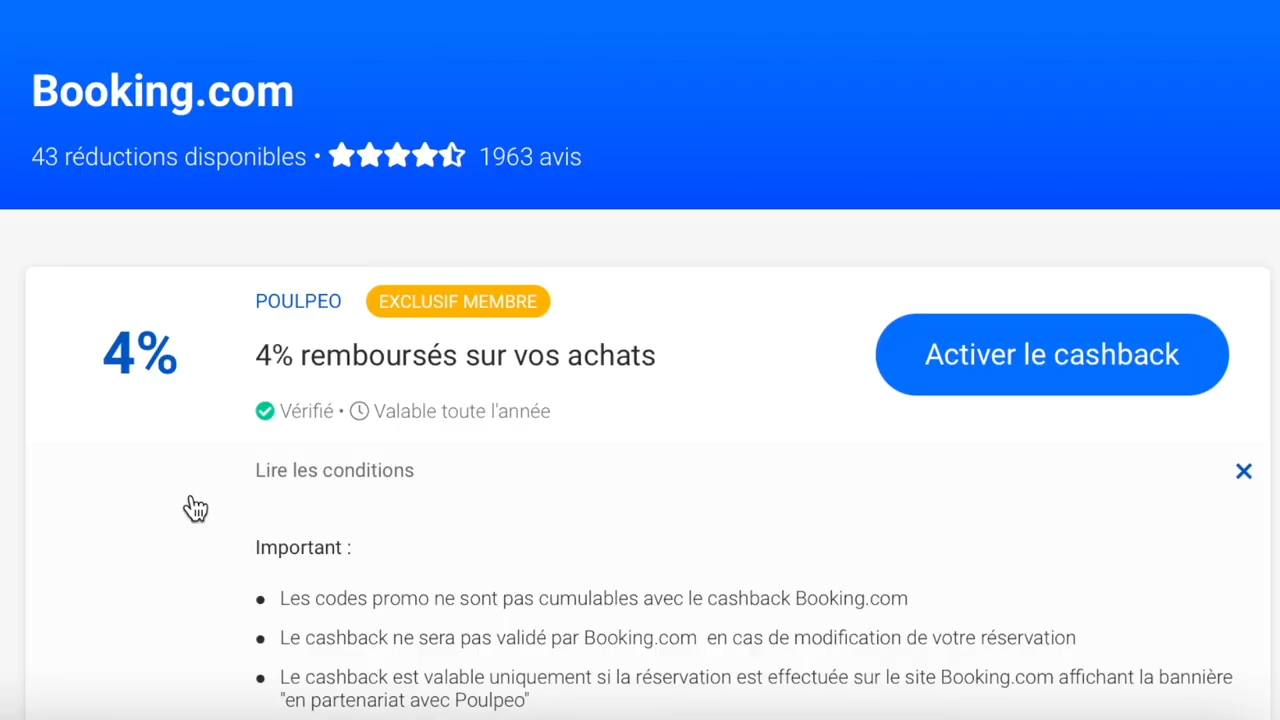 Booking.com
43 réductions disponibles • 1963 avis
POULPEO EXCLUSIF MEMBRE
4%
4% remboursés sur vos achats
Activer le cashback
Vérifié • Valable toute l'année
Lire les conditions
Important :
• Les codes promo ne sont pas cumulables avec le cashback Booking.com
• Le cashback ne sera pas validé par Booking.com en cas de modification de votre réservation
• Le cashback est valable uniquement si la réservation est effectuée sur le site Booking.com affichant la bannière
"en partenariat avec Poulpeo"